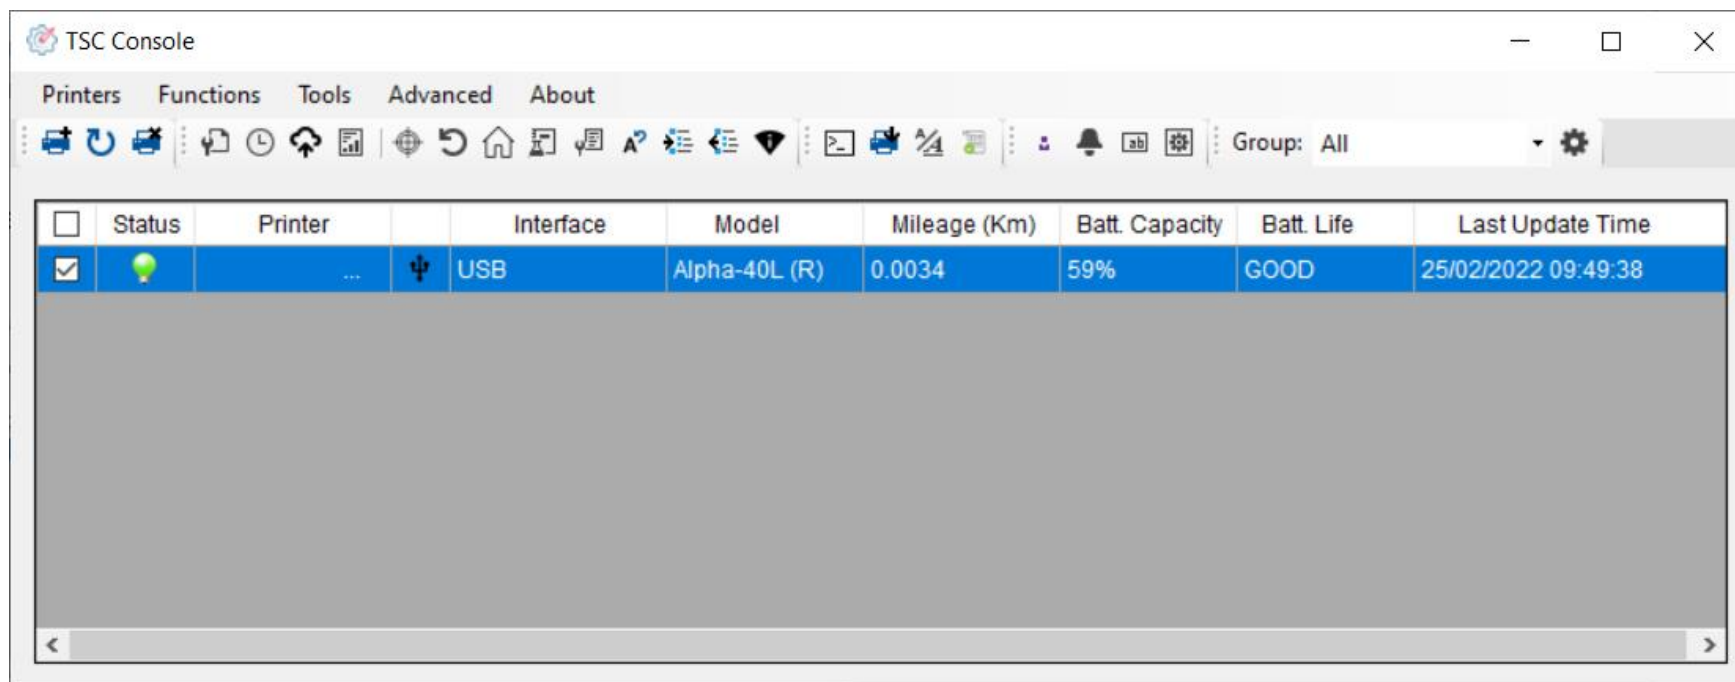 TSC Console
Printers Functions Tools Advanced About
Group: All
Status Printer Interface Model Mileage (Km) Batt. Capacity Batt. Life Last Update Time
... USB Alpha-40L (R) 0.0034 59% GOOD 25/02/2022 09:49:38